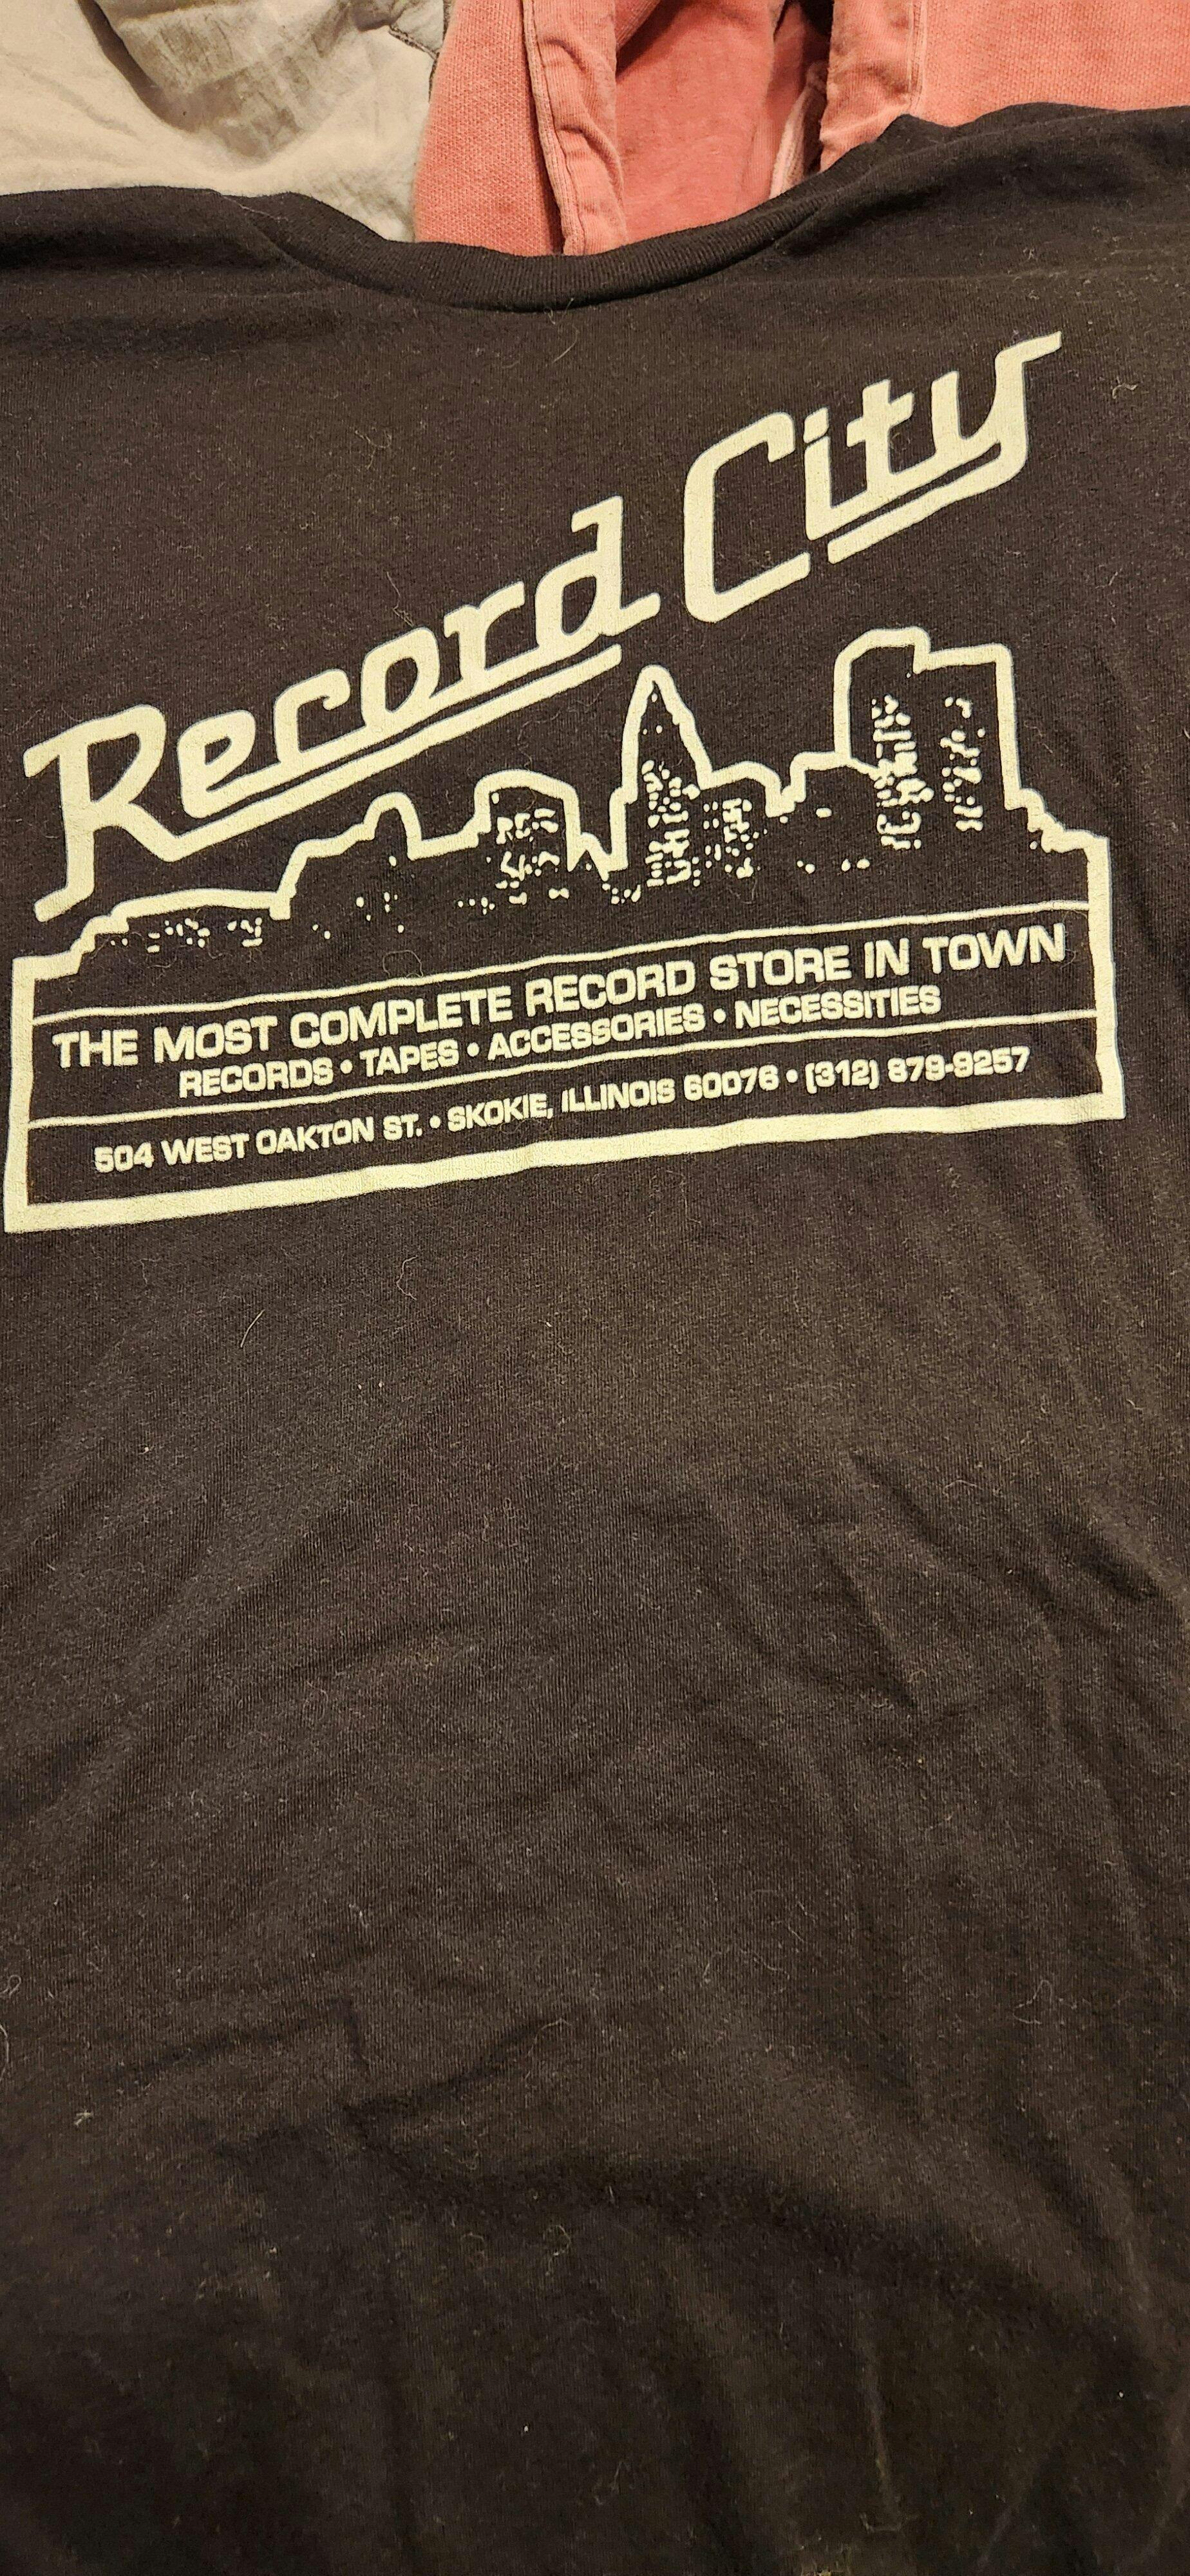 Record City
THE MOST COMPLETE RECORD STORE IN TOWN
RECORDS • TAPES • ACCESSORIES • NECESSITIES
504 WEST OAKTON ST. • SKOKIE, ILLINOIS 60076 • (312) 879-9257